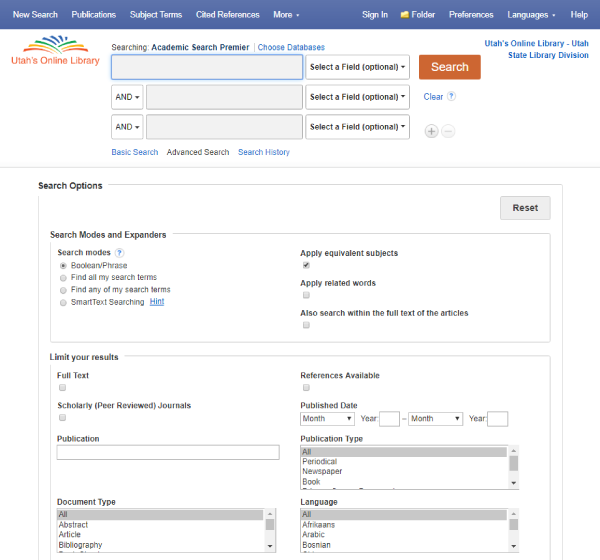 New Search Publications Subject Terms Cited References More Sign In Folder Preferences Languages Help
Utah's Online Library
Searching: Academic Search Premier | Choose Databases
Utah's Online Library - Utah State Library Division
Select a Field (optional) Search
AND Select a Field (optional) Clear ?
AND Select a Field (optional)
Basic Search Advanced Search Search History
Search Options
Reset
Search Modes and Expanders
Search modes ?
Boolean/Phrase
Find all my search terms
Find any of my search terms
SmartText Searching Hint
Apply equivalent subjects
Apply related words
Also search within the full text of the articles
Limit your results
Full Text
References Available
Scholarly (Peer Reviewed) Journals
Published Date
Month Year: – Month Year:
Publication
Publication Type
All
Periodical
Newspaper
Book
Document Type
All
Abstract
Article
Bibliography
Language
All
Afrikaans
Arabic
Bosnian